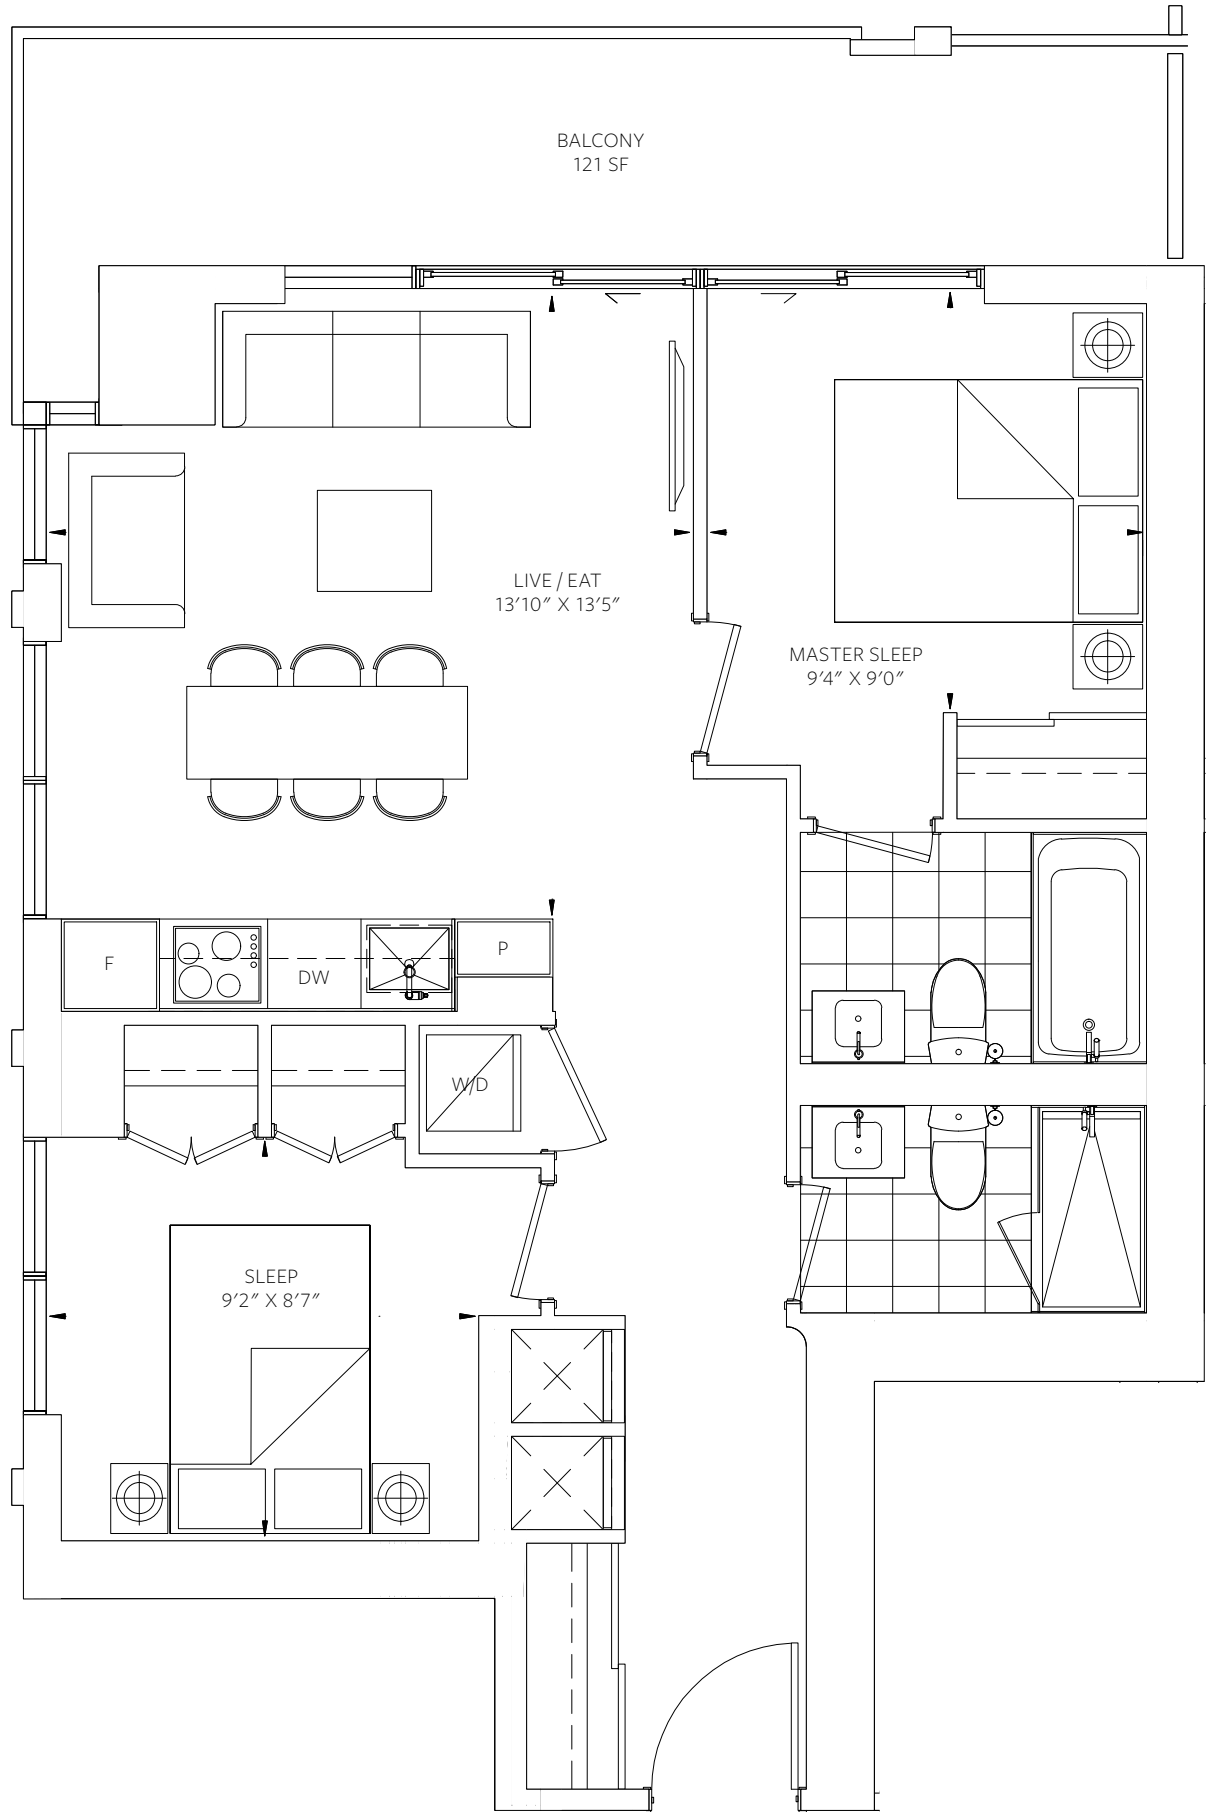 BALCONY
121 SF
LIVE / EAT
13'10" X 13'5"
MASTER SLEEP
9'4" X 9'0"
F
DW
P
W/D
SLEEP
9'2" X 8'7"